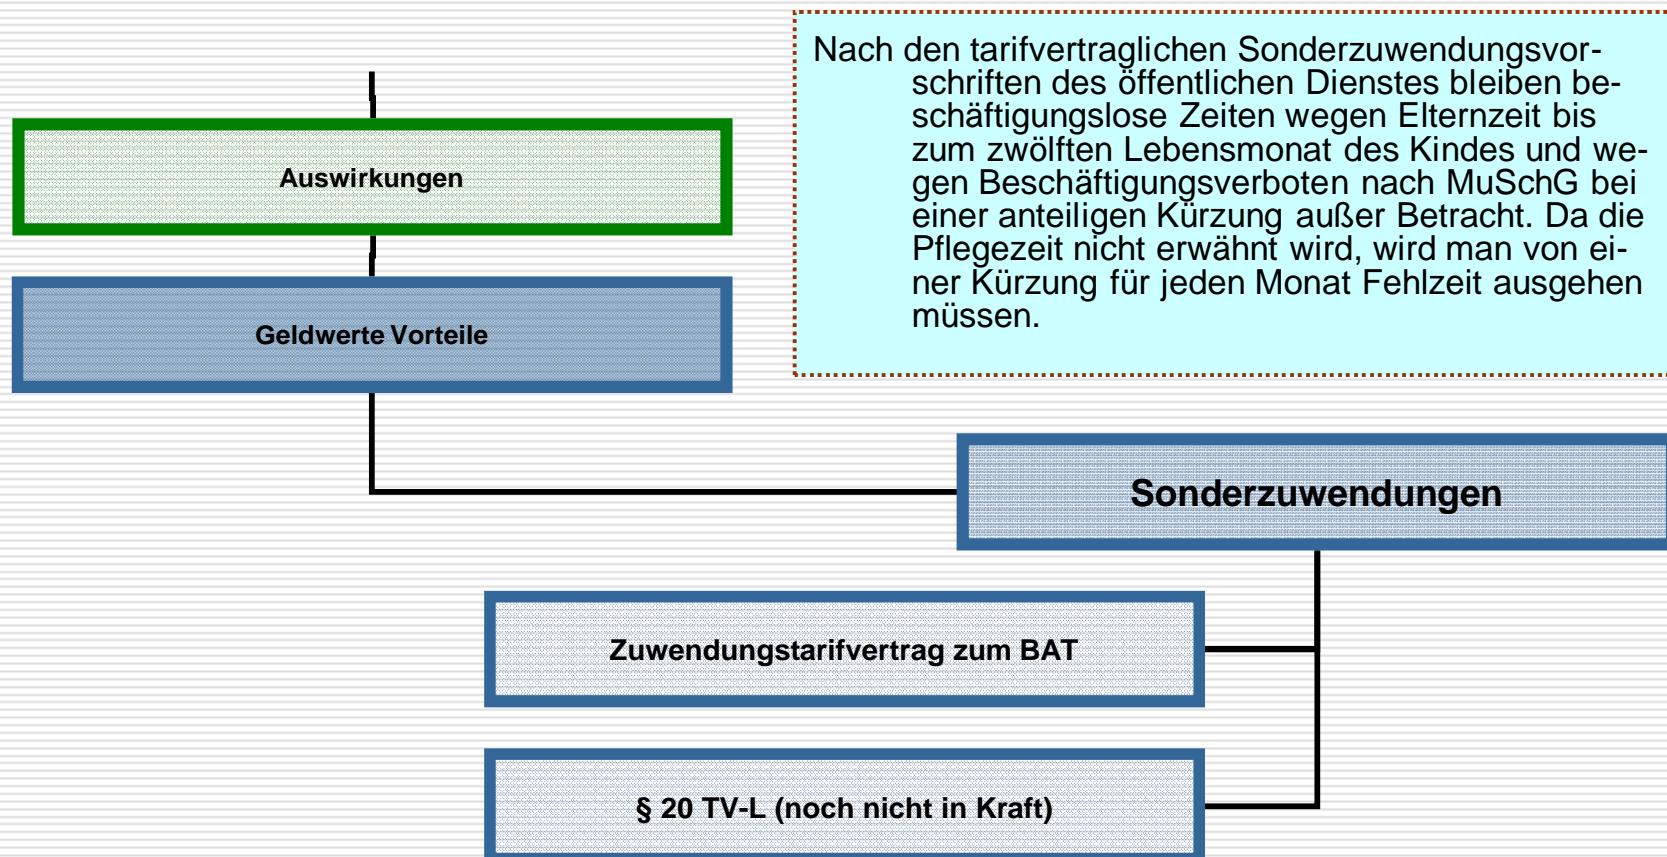 Nach den tarifvertraglichen Sonderzuwendungsvor-
schriften des öffentlichen Dienstes bleiben be-
schäftigungslose Zeiten wegen Elternzeit bis
zum zwölften Lebensmonat des Kindes und we-
gen Beschäftigungsverboten nach MuSchG bei
einer anteiligen Kürzung außer Betracht. Da die
Pflegezeit nicht erwähnt wird, wird man von ei-
ner Kürzung für jeden Monat Fehlzeit ausgehen
müssen.
Auswirkungen
Geldwerte Vorteile
Sonderzuwendungen
Zuwendungstarifvertrag zum BAT
§ 20 TV-L (noch nicht in Kraft)